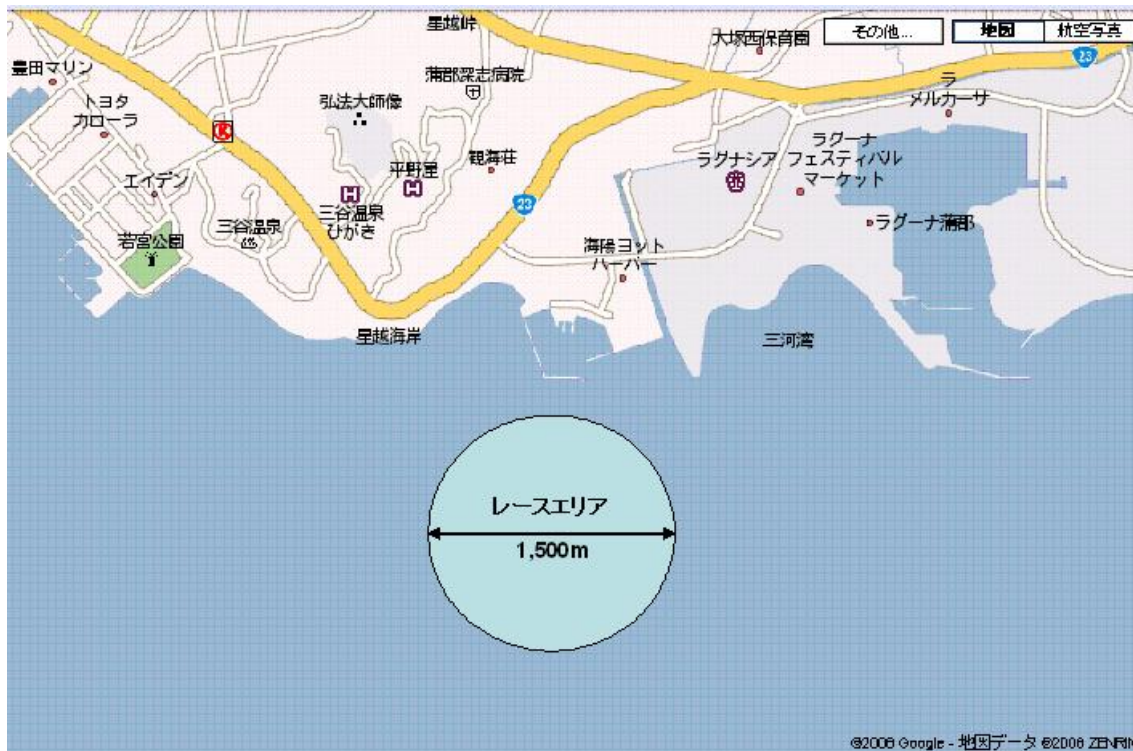 星越峠
大塚西保育園
その他...
地図
航空写真
23
豊田マリン
蒲郡深志病院
ラ
メルカーサ
トヨタ
カローラ
弘法大師像
K
平野屋
観海荘
ラグナシア
ラグーナ
フェスティバル
マーケット
エイデン
H
H
三谷温泉
ひがき
23
三谷温泉
ラグーナ蒲郡
若宮公園
海陽ヨット
ハーバー
星越海岸
三河湾
レースエリア
1,500m
©2006 Google - 地図データ ©2006 ZENRIN